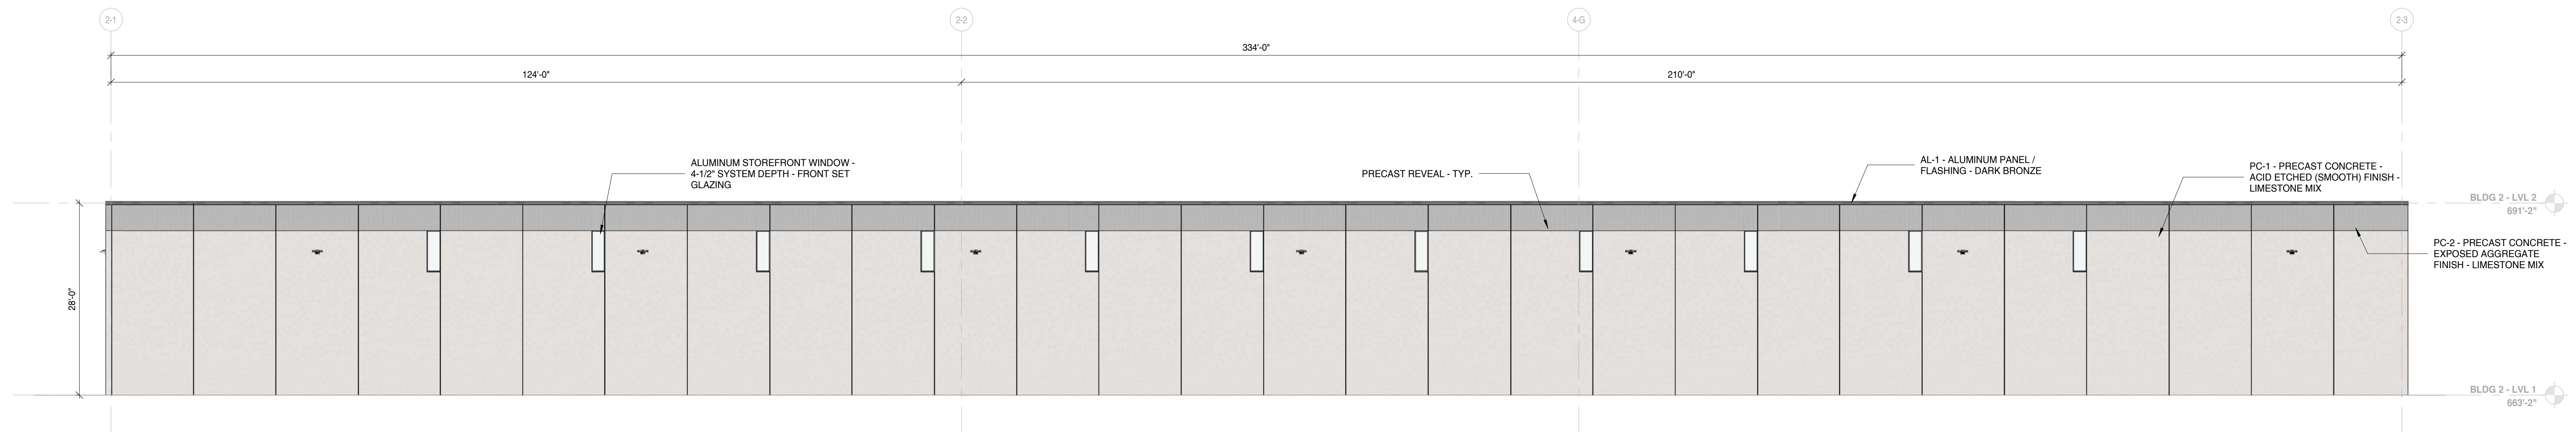 2-1
2-2
4-G
2-3
334'-0"
124'-0"
210'-0"
ALUMINUM STOREFRONT WINDOW -
4-1/2" SYSTEM DEPTH - FRONT SET
GLAZING
PRECAST REVEAL - TYP.
AL-1 - ALUMINUM PANEL /
FLASHING - DARK BRONZE
PC-1 - PRECAST CONCRETE -
ACID ETCHED (SMOOTH) FINISH -
LIMESTONE MIX
BLDG 2 - LVL 2
691'-2"
PC-2 - PRECAST CONCRETE -
EXPOSED AGGREGATE
FINISH - LIMESTONE MIX
28'-0"
BLDG 2 - LVL 1
663'-2"